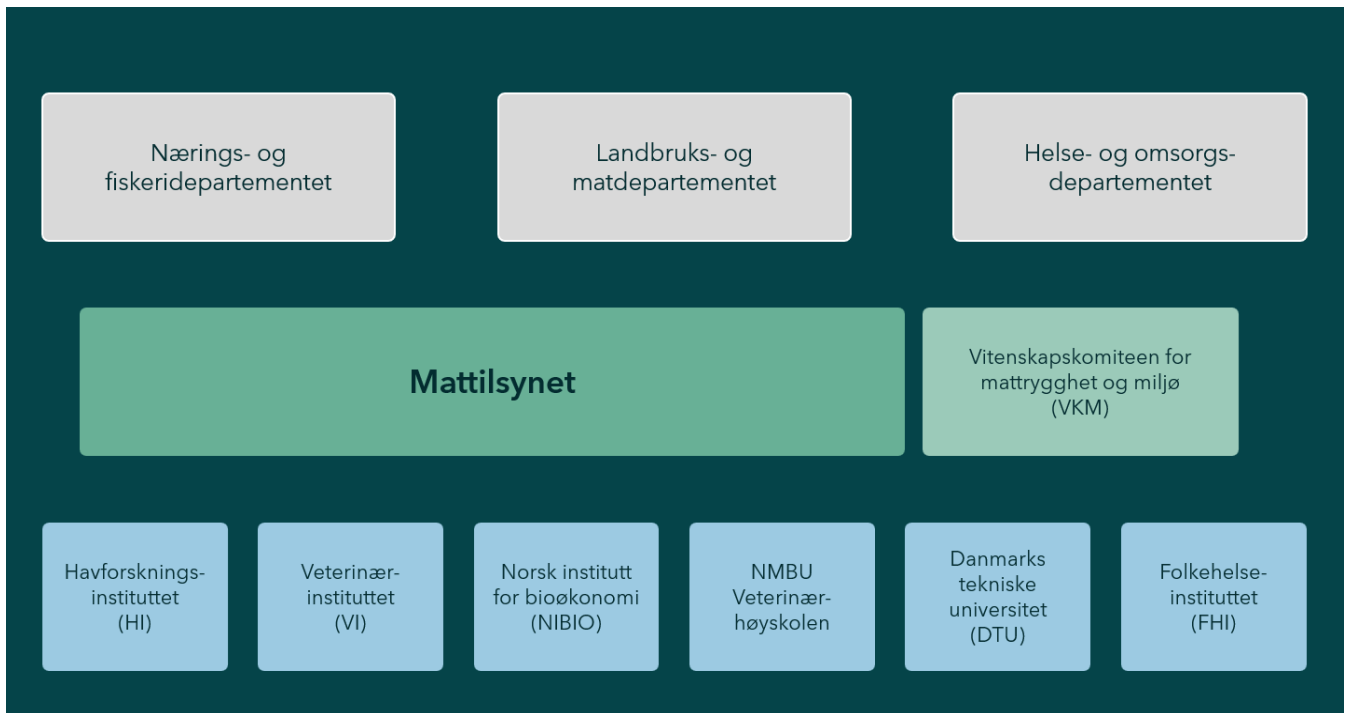 Nærings- og
fiskeridepartementet
Landbruks- og
matdepartementet
Helse- og omsorgs-
departementet
Mattilsynet
Vitenskapskomiteen for
mattrygghet og miljø
(VKM)
Havforsknings-
instituttet
(HI)
Veterinær-
instituttet
(VI)
Norsk institutt
for bioøkonomi
(NIBIO)
NMBU
Veterinær-
høyskolen
Danmarks
tekniske
universitet
(DTU)
Folkehelse-
instituttet
(FHI)